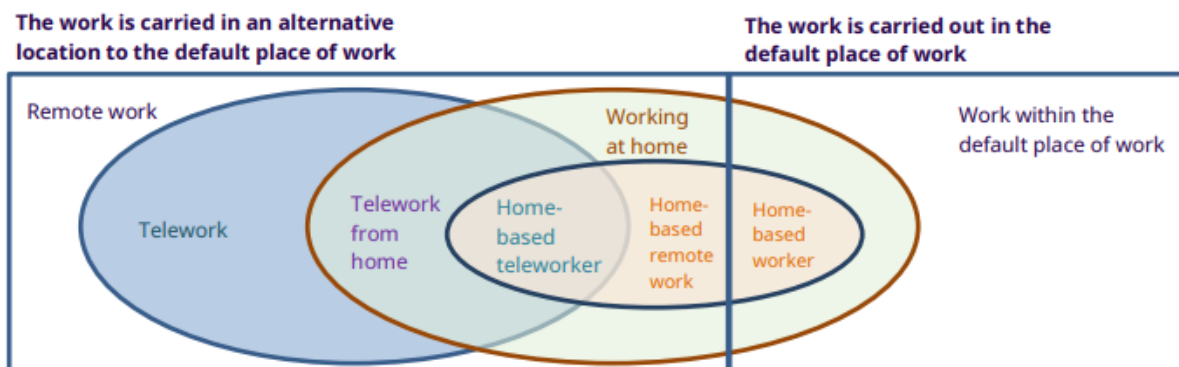 The work is carried in an alternative
location to the default place of work
The work is carried out in the
default place of work
Remote work
Working
at home
Work within the
default place of work
Telework
Telework
from
home
Home-
based
teleworker
Home-
based
remote
work
Home-
based
worker